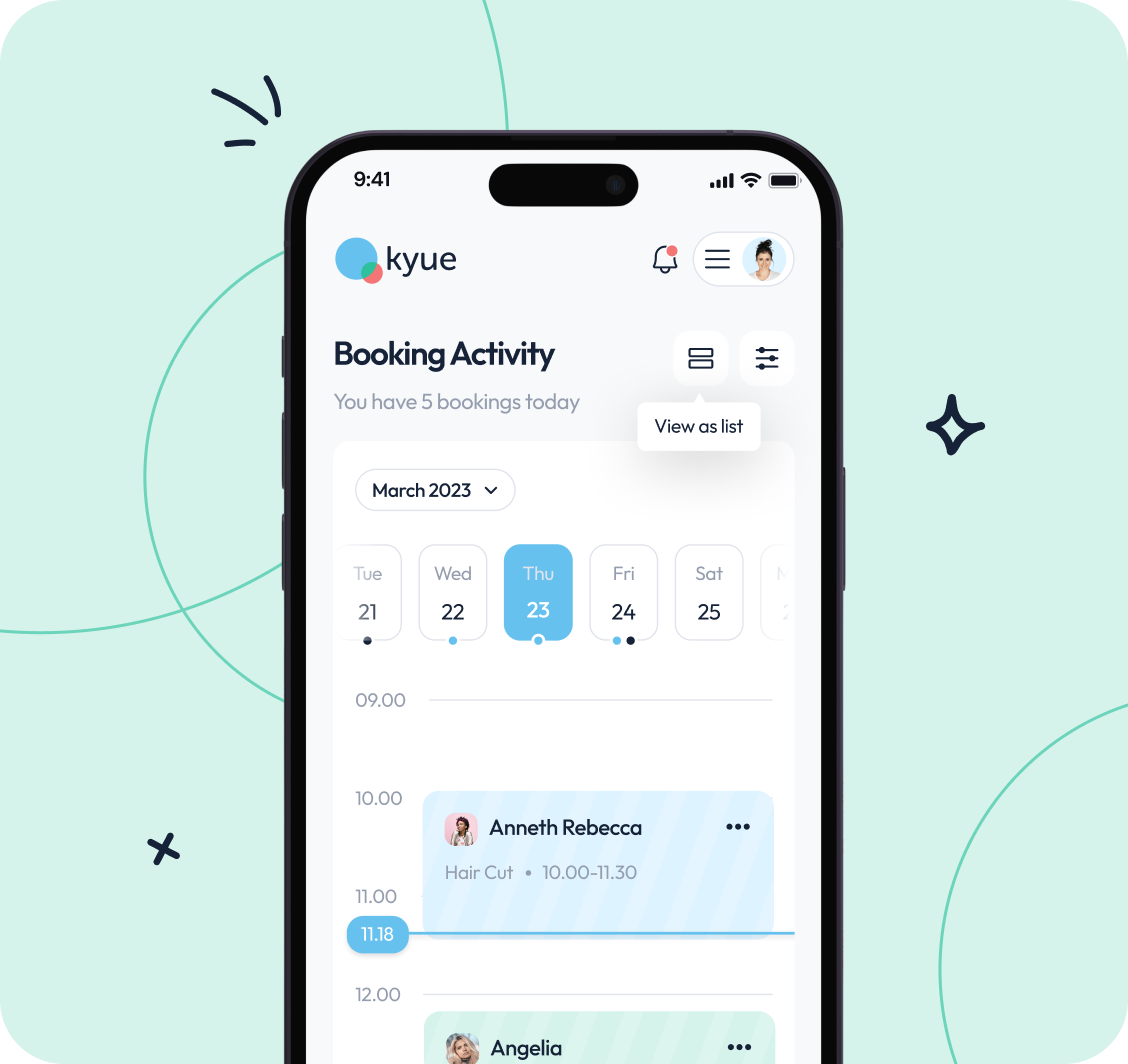 9:41
kyue
Booking Activity
You have 5 bookings today
View as list
March 2023
Tue Wed Thu Fri Sat
21 22 23 24 25
09.00
10.00
Anneth Rebecca
Hair Cut • 10.00-11.30
11.00
11.18
12.00
Angelia